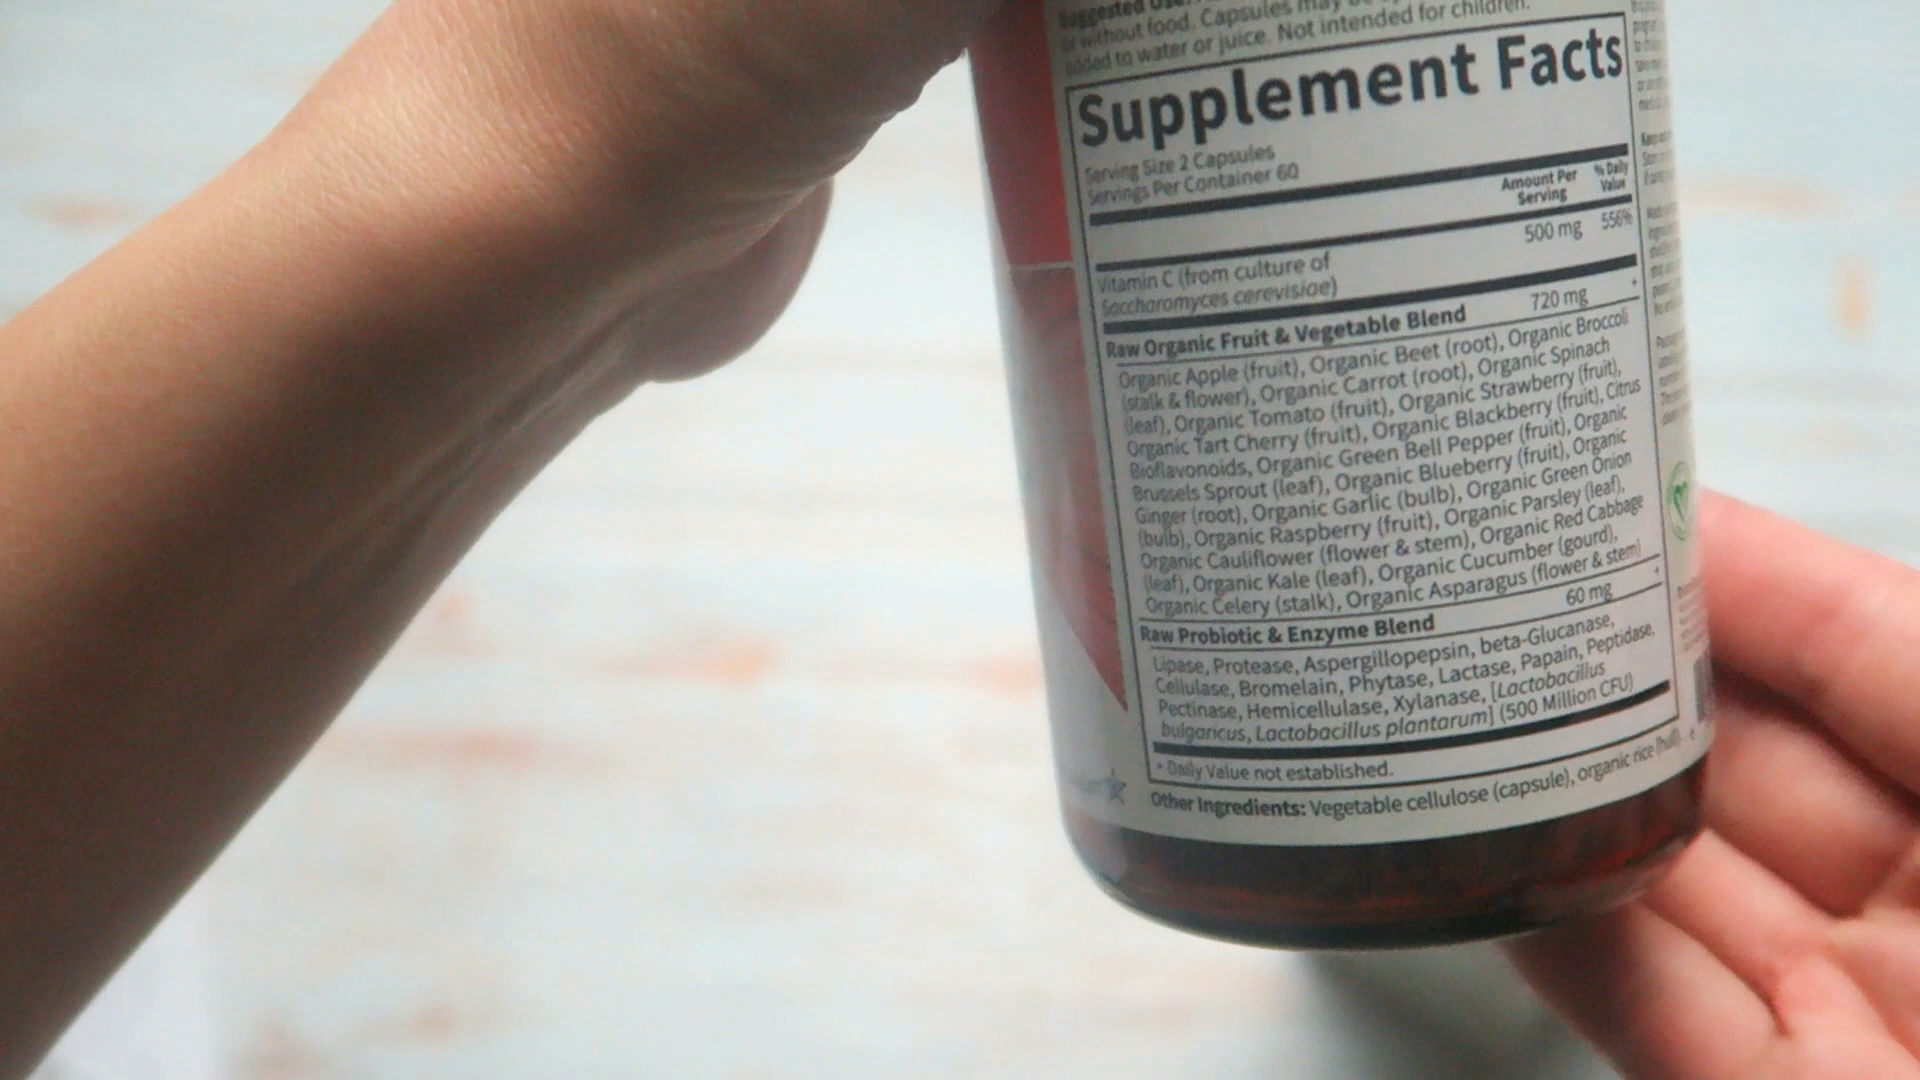 Suggested Use:
or without food. Capsules may be
added to water or juice. Not intended for children.
Supplement Facts
Serving Size 2 Capsules
Servings Per Container 60
Amount Per Serving
% Daily Value
Vitamin C (from culture of
Saccharomyces cerevisiae) 500 mg 556%
Raw Organic Fruit & Vegetable Blend 720 mg +
Organic Apple (fruit), Organic Beet (root), Organic Broccoli
(stalk & flower), Organic Carrot (root), Organic Spinach
(leaf), Organic Tomato (fruit), Organic Strawberry (fruit),
Organic Tart Cherry (fruit), Organic Blackberry (fruit), Citrus
Bioflavonoids, Organic Green Bell Pepper (fruit), Organic
Brussels Sprout (leaf), Organic Blueberry (fruit), Organic
Ginger (root), Organic Garlic (bulb), Organic Green Onion
(bulb), Organic Raspberry (fruit), Organic Parsley (leaf),
Organic Cauliflower (flower & stem), Organic Red Cabbage
(leaf), Organic Kale (leaf), Organic Cucumber (gourd),
Organic Celery (stalk), Organic Asparagus (flower & stem)
Raw Probiotic & Enzyme Blend 60 mg +
Lipase, Protease, Aspergillopepsin, beta-Glucanase,
Cellulase, Bromelain, Phytase, Lactase, Papain, Peptidase,
Pectinase, Hemicellulase, Xylanase, [Lactobacillus
bulgaricus, Lactobacillus plantarum] (500 Million CFU)
+ Daily Value not established.
Other Ingredients: Vegetable cellulose (capsule), organic rice (hull).